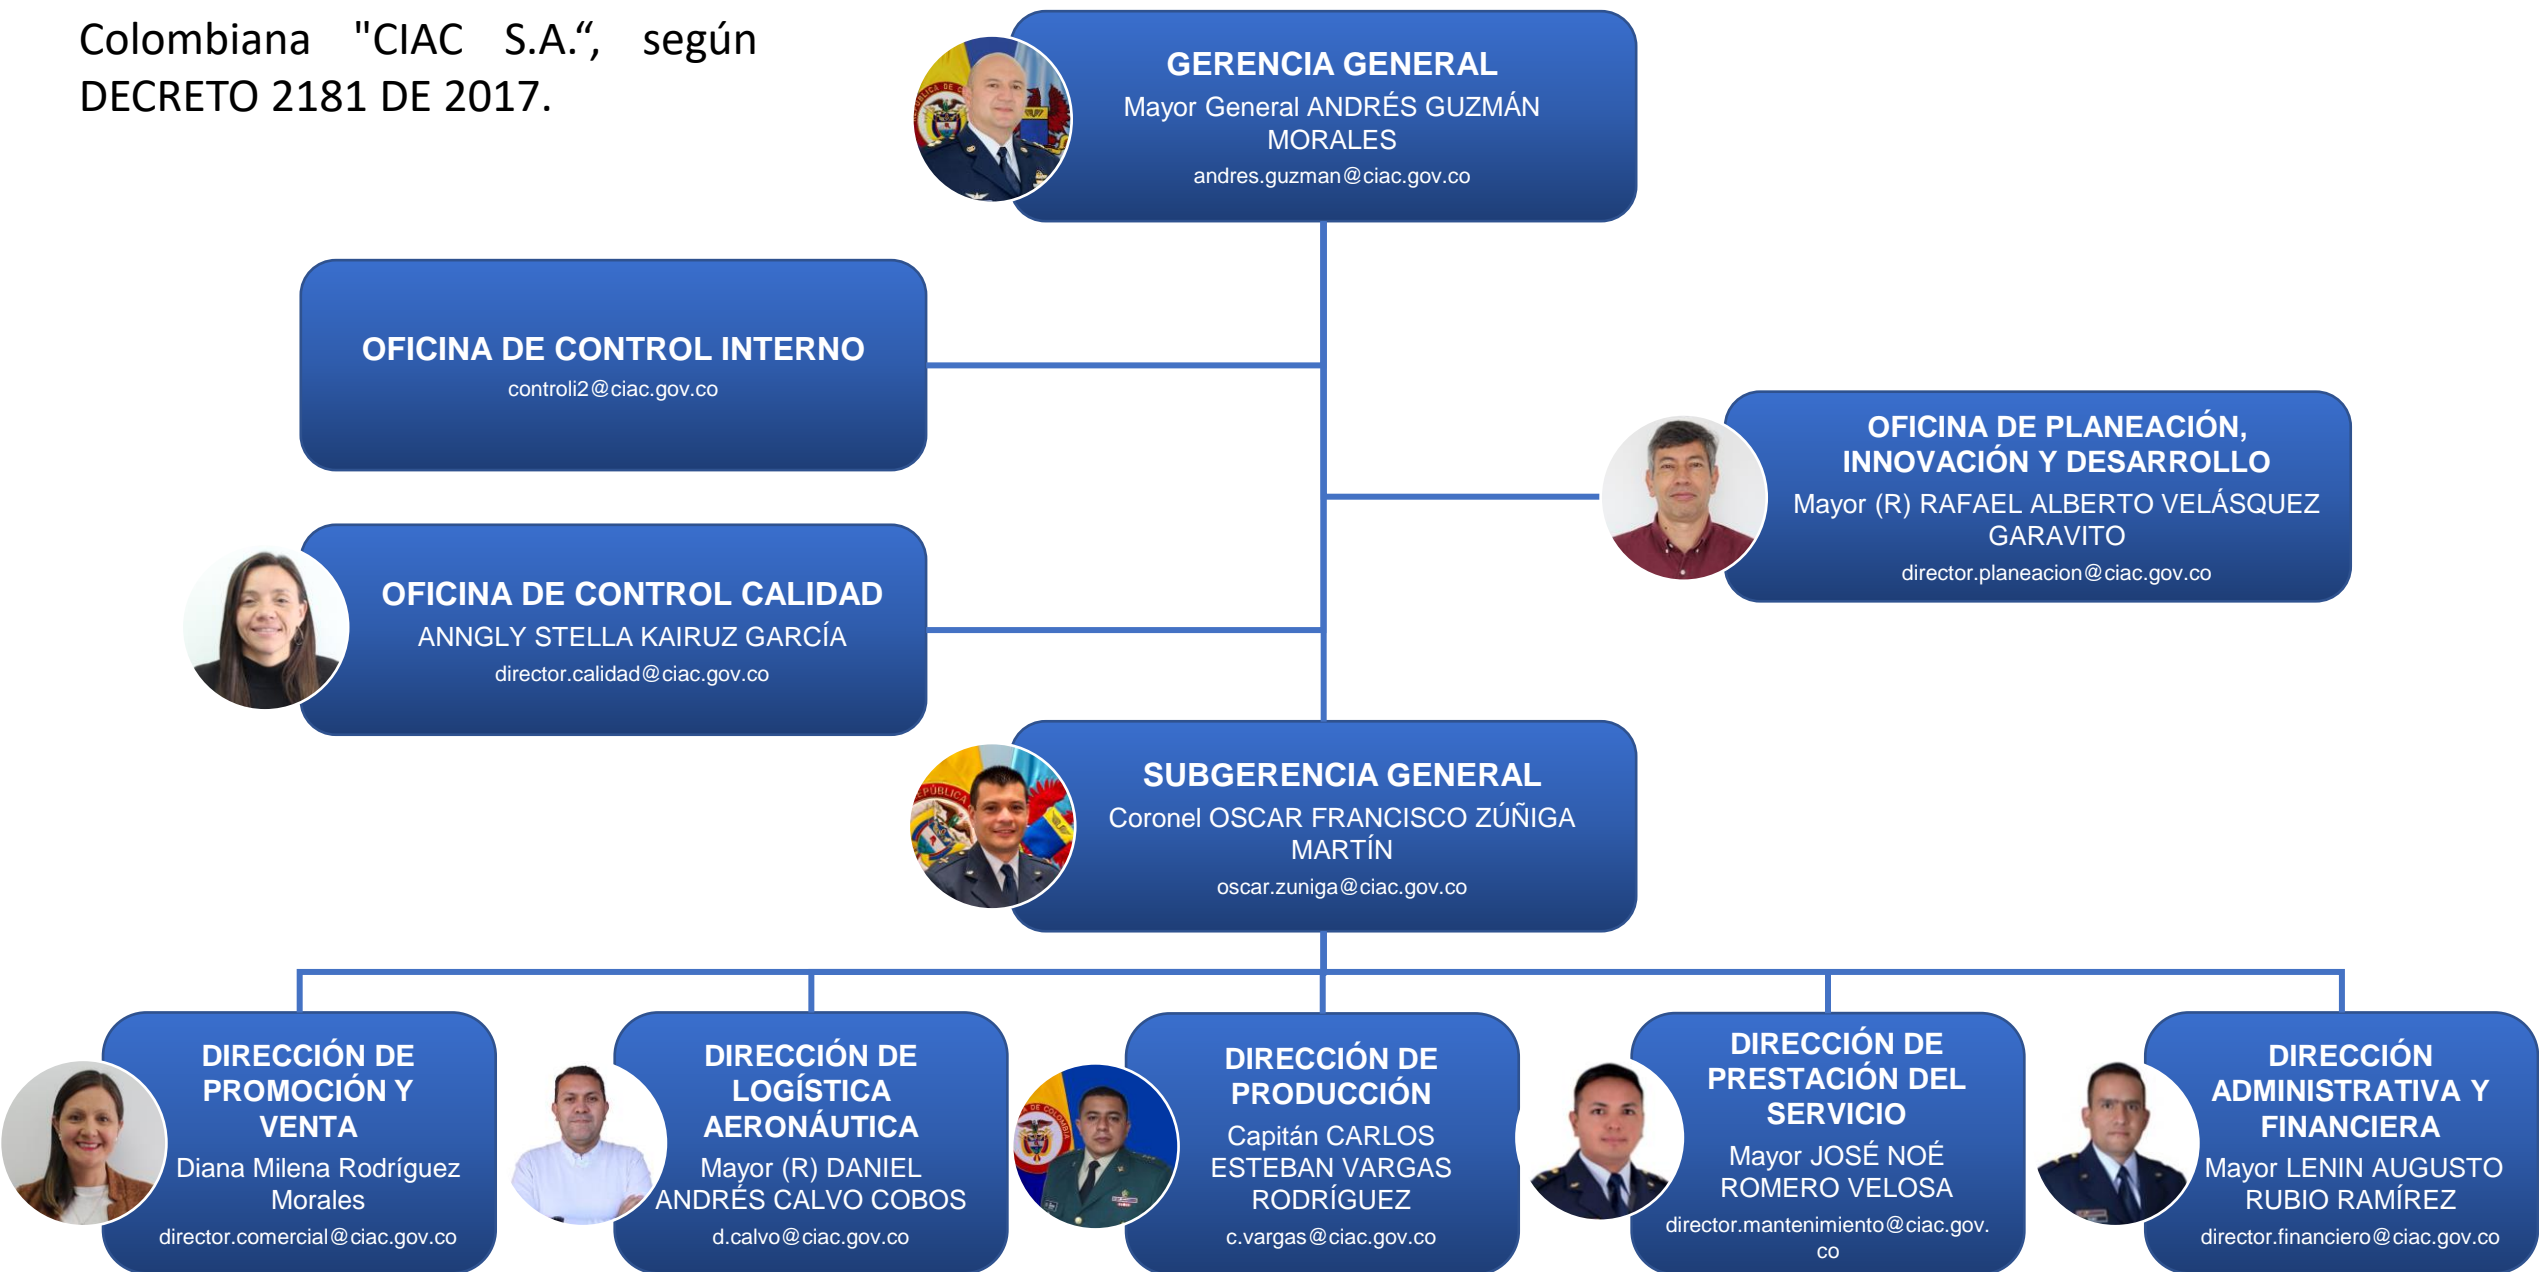 Colombiana "CIAC S.A.“, según
DECRETO 2181 DE 2017.
GERENCIA GENERAL
Mayor General ANDRÉS GUZMÁN
MORALES
andres.guzman@ciac.gov.co
OFICINA DE CONTROL INTERNO
controli2@ciac.gov.co
OFICINA DE PLANEACIÓN,
INNOVACIÓN Y DESARROLLO
Mayor (R) RAFAEL ALBERTO VELÁSQUEZ
GARAVITO
director.planeacion@ciac.gov.co
OFICINA DE CONTROL CALIDAD
ANNGLY STELLA KAIRUZ GARCÍA
director.calidad@ciac.gov.co
SUBGERENCIA GENERAL
Coronel OSCAR FRANCISCO ZÚÑIGA
MARTÍN
oscar.zuniga@ciac.gov.co
DIRECCIÓN DE
PROMOCIÓN Y
VENTA
Diana Milena Rodríguez
Morales
director.comercial@ciac.gov.co
DIRECCIÓN DE
LOGÍSTICA
AERONÁUTICA
Mayor (R) DANIEL
ANDRÉS CALVO COBOS
d.calvo@ciac.gov.co
DIRECCIÓN DE
PRODUCCIÓN
Capitán CARLOS
ESTEBAN VARGAS
RODRÍGUEZ
c.vargas@ciac.gov.co
DIRECCIÓN DE
PRESTACIÓN DEL
SERVICIO
Mayor JOSÉ NOÉ
ROMERO VELOSA
director.mantenimiento@ciac.gov.
co
DIRECCIÓN
ADMINISTRATIVA Y
FINANCIERA
Mayor LENIN AUGUSTO
RUBIO RAMÍREZ
director.financiero@ciac.gov.co